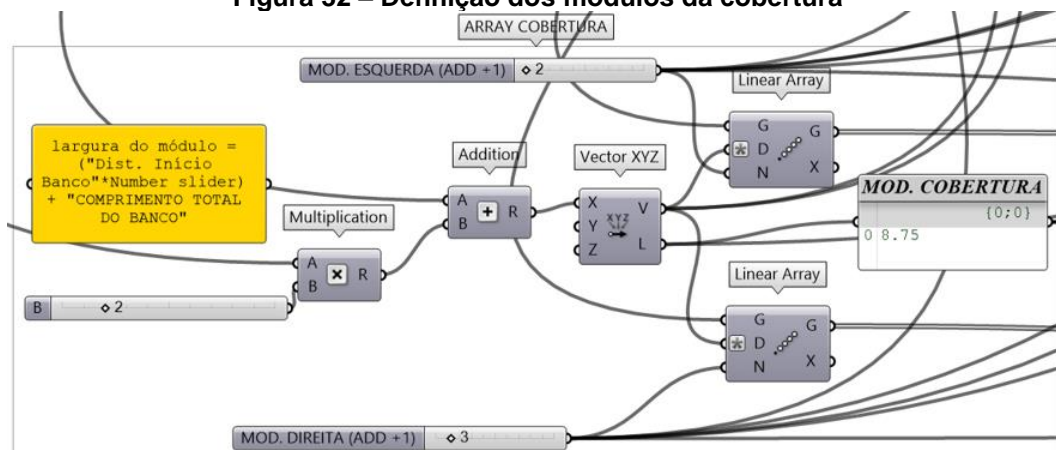 Figura 52 – Definição dos módulos da cobertura
ARRAY COBERTURA
MOD. ESQUERDA (ADD +1) 2
Linear Array
G
D
N
G
X
largura do módulo =
("Dist. Início
Banco"*Number slider)
+ "COMPRIMENTO TOTAL
DO BANCO"
Addition
A
B
R
Vector XYZ
X
Y
Z
XYZ
V
L
MOD. COBERTURA
{0;0}
0 8.75
Multiplication
A
B
R
B 2
Linear Array
G
D
N
G
X
MOD. DIREITA (ADD +1) 3